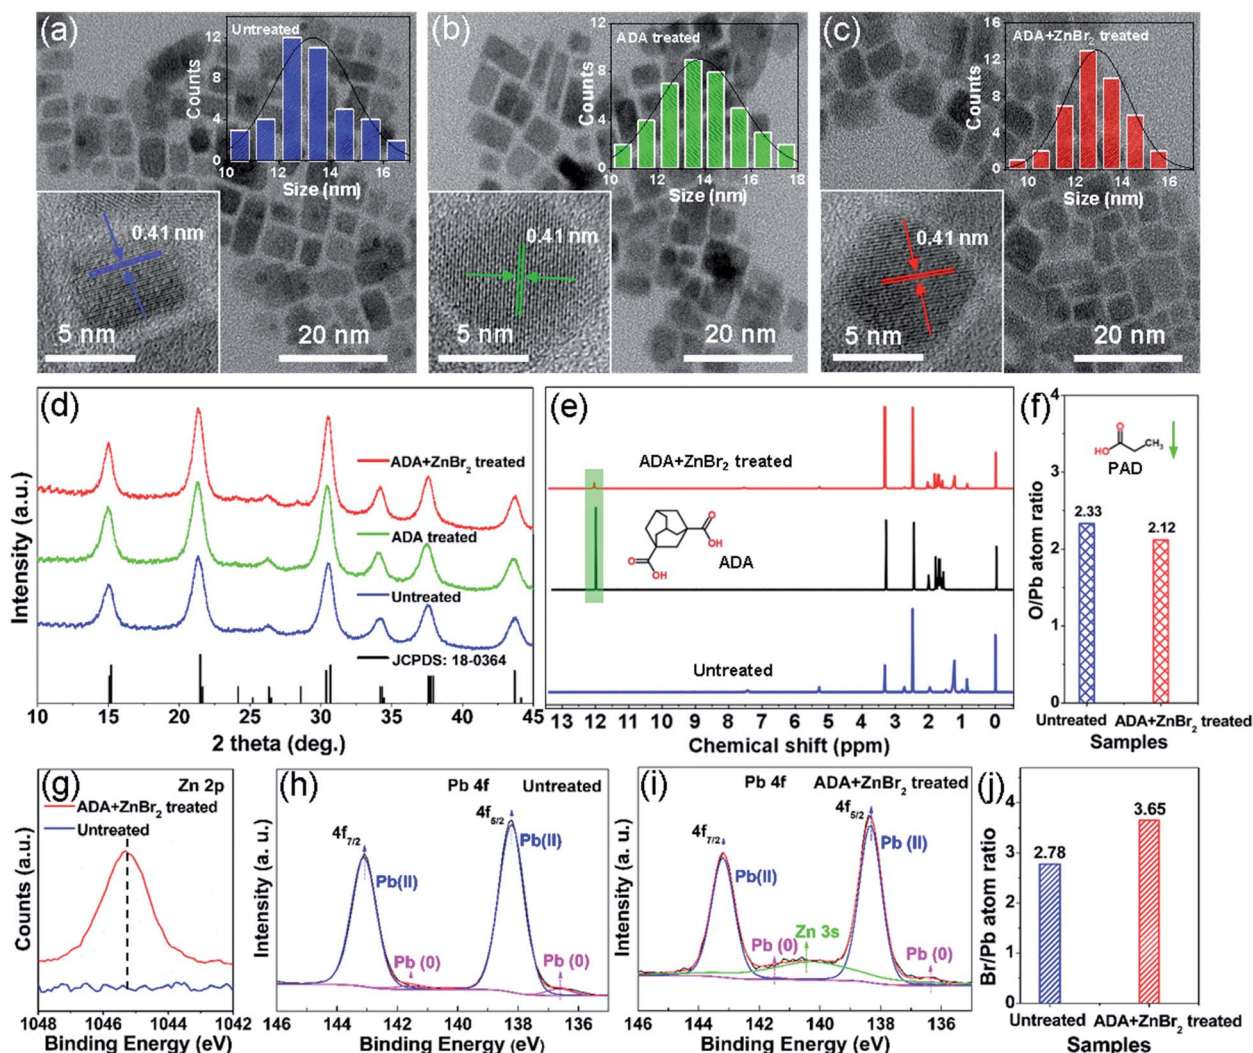 (a)
Untreated
12
8
4
0
Counts
10 12 14 16
Size (nm)
0.41 nm
5 nm
20 nm
(b)
ADA treated
12
8
4
0
Counts
10 12 14 16 18
Size (nm)
0.41 nm
5 nm
20 nm
(c)
ADA+ZnBr2 treated
16
12
8
4
0
Counts
10 12 14 16
Size (nm)
0.41 nm
5 nm
20 nm
(d)
ADA+ZnBr2 treated
ADA treated
Untreated
JCPDS: 18-0364
Intensity (a.u.)
10 15 20 25 30 35 40 45
2 theta (deg.)
(e)
ADA+ZnBr2 treated
O
OH
O
OH
ADA
Untreated
Intensity (a.u.)
13 12 11 10 9 8 7 6 5 4 3 2 1 0
Chemical shift (ppm)
(f)
4
3
2
1
0
O/Pb atom ratio
O
HO
CH3
PAD
2.33
2.12
Untreated ADA+ZnBr2 treated
Samples
(g)
Zn 2p
ADA+ZnBr2 treated
Untreated
Counts (a.u.)
1048 1046 1044 1042
Binding Energy (eV)
(h)
Pb 4f
Untreated
4f5/2
4f7/2
Pb(II)
Pb(II)
Pb (0)
Pb (0)
Intensity (a. u.)
146 144 142 140 138 136
Binding Energy (eV)
(i)
Pb 4f
ADA+ZnBr2 treated
4f5/2
4f7/2
Pb (II)
Pb(II)
Zn 3s
Pb (0)
Pb (0)
Intensity (a. u.)
146 144 142 140 138 136
Binding Energy (eV)
(j)
4
3
2
1
0
Br/Pb atom ratio
2.78
3.65
Untreated ADA+ZnBr2 treated
Samples